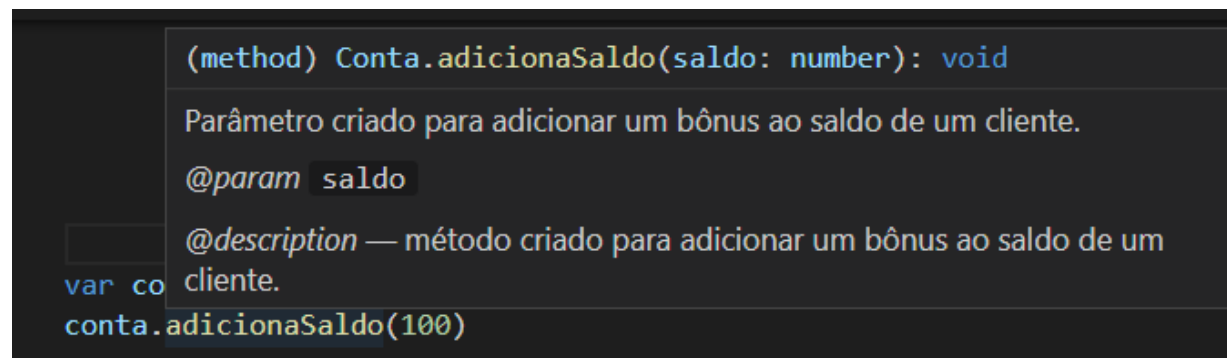 (method) Conta.adicionaSaldo(saldo: number): void
Parâmetro criado para adicionar um bônus ao saldo de um cliente.
@param saldo
@description — método criado para adicionar um bônus ao saldo de um
cliente.
var co
conta.adicionaSaldo(100)